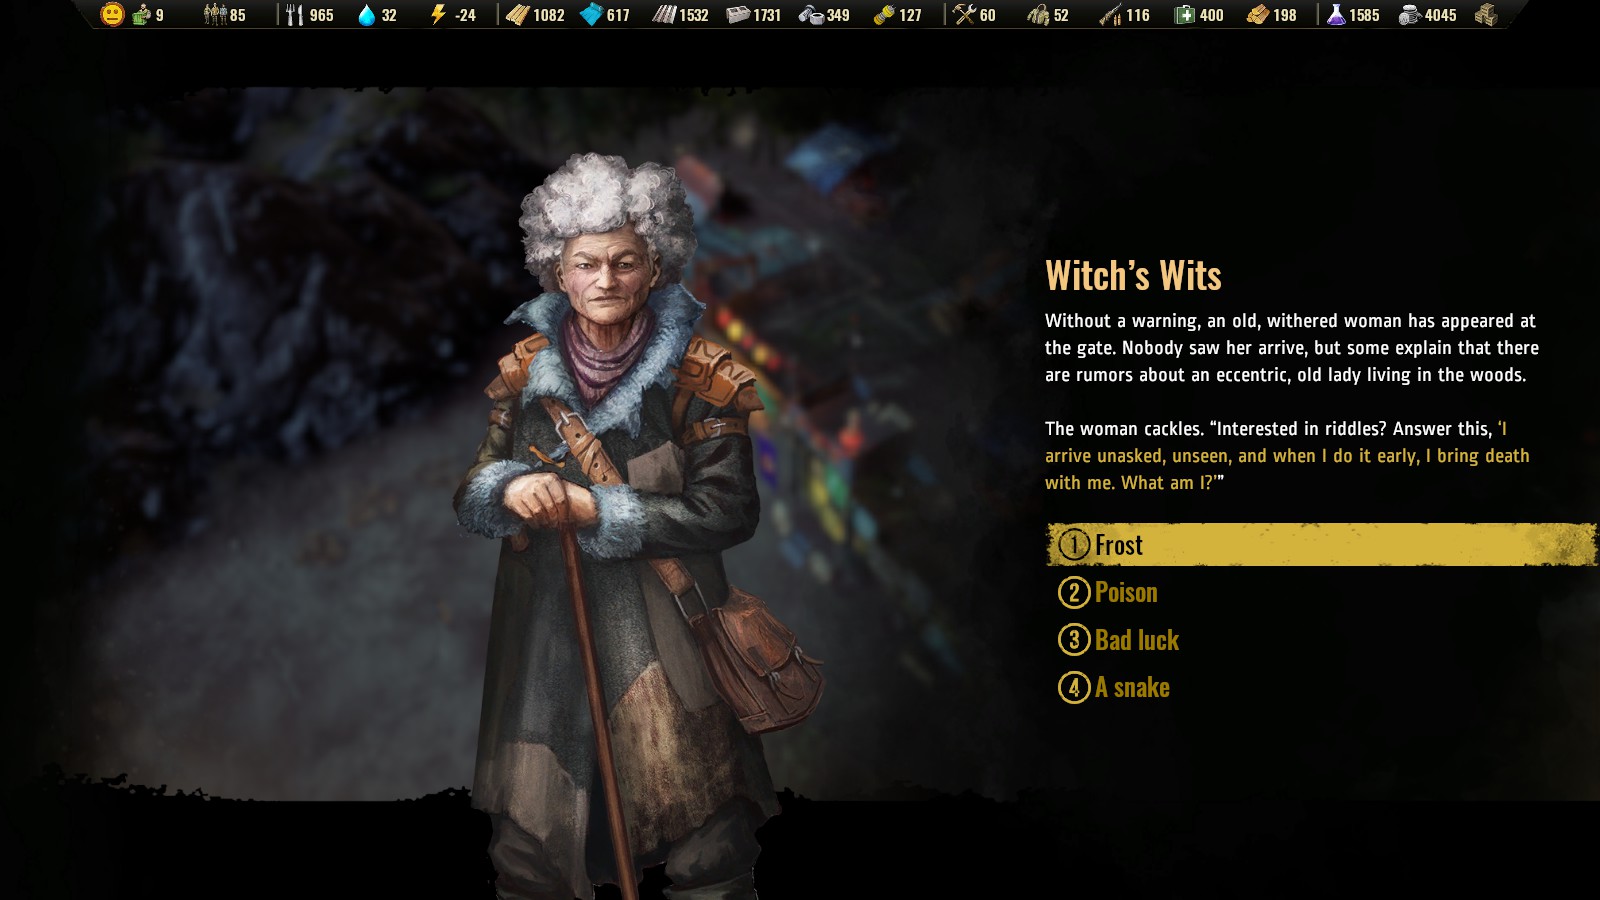 9 85 965 32 -24 1082 617 1532 1731 349 127 60 52 116 400 198 1585 4045
Witch’s Wits
Without a warning, an old, withered woman has appeared at
the gate. Nobody saw her arrive, but some explain that there
are rumors about an eccentric, old lady living in the woods.
The woman cackles. “Interested in riddles? Answer this, ‘I
arrive unasked, unseen, and when I do it early, I bring death
with me. What am I?’”
1 Frost
2 Poison
3 Bad luck
4 A snake